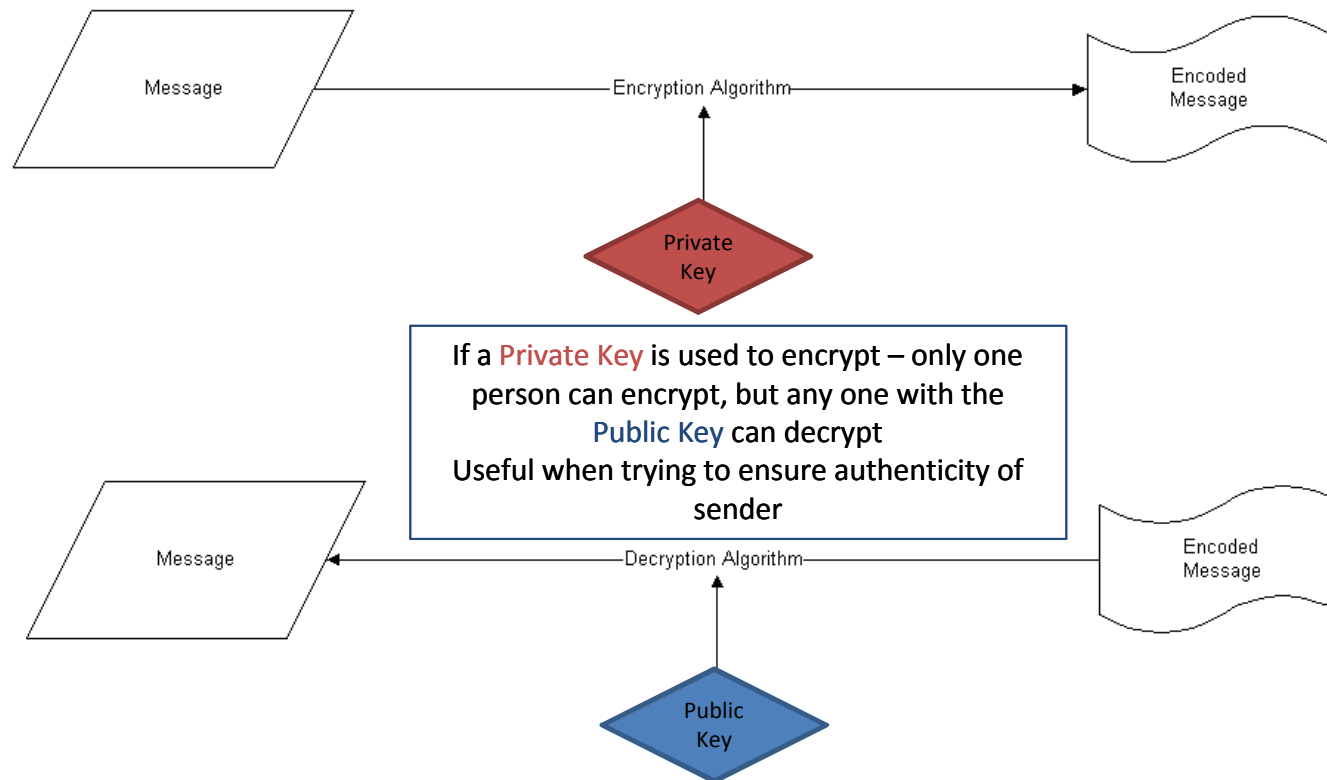 Message
Encryption Algorithm
Encoded
Message
Private
Key
If a Private Key is used to encrypt – only one
person can encrypt, but any one with the
Public Key can decrypt
Useful when trying to ensure authenticity of
sender
Message
Decryption Algorithm
Encoded
Message
Public
Key